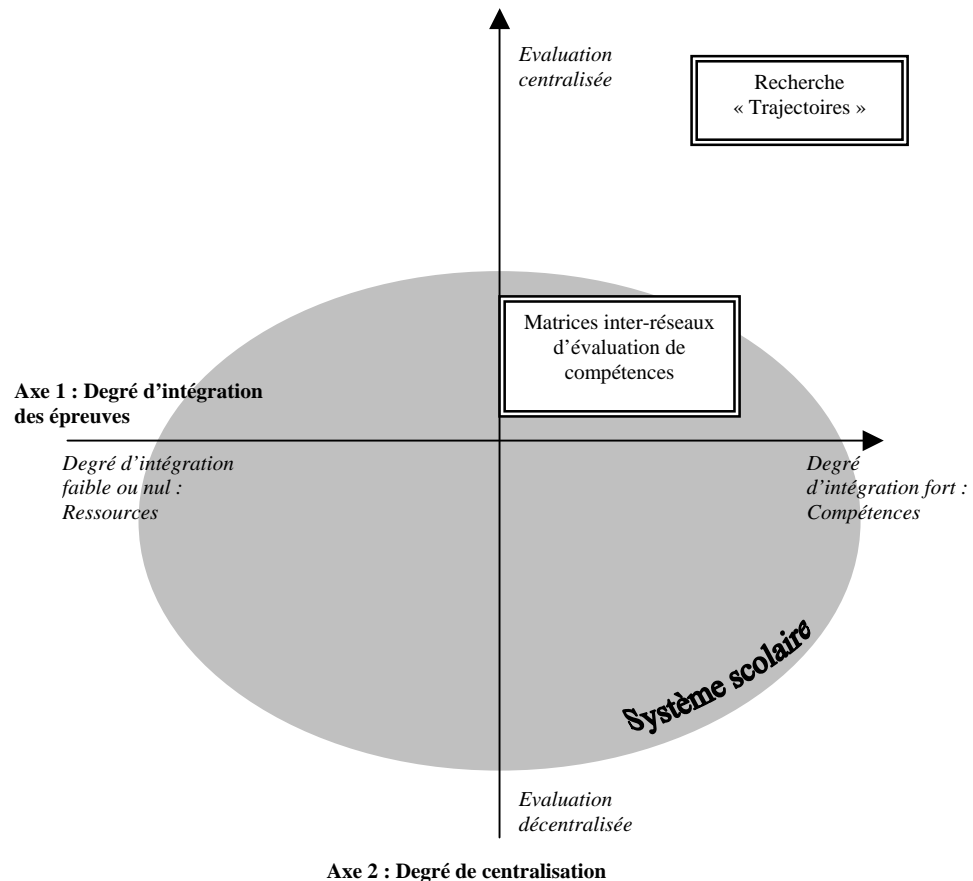 Evaluation
centralisée
Recherche
« Trajectoires »
Matrices inter-réseaux
d’évaluation de
compétences
Axe 1 : Degré d’intégration
des épreuves
Degré d’intégration
faible ou nul :
Ressources
Degré
d’intégration fort :
Compétences
Système scolaire
Evaluation
décentralisée
Axe 2 : Degré de centralisation